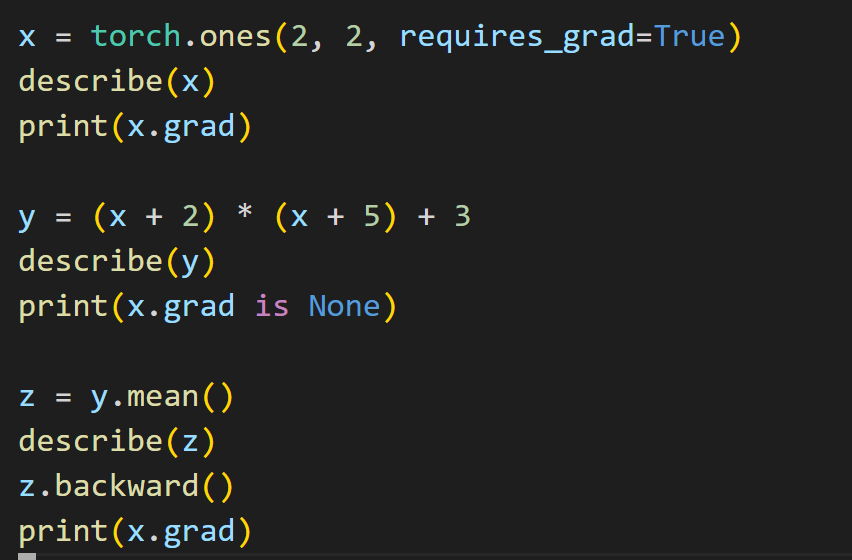 x = torch.ones(2, 2, requires_grad=True)
describe(x)
print(x.grad)
y = (x + 2) * (x + 5) + 3
describe(y)
print(x.grad is None)
z = y.mean()
describe(z)
z.backward()
print(x.grad)